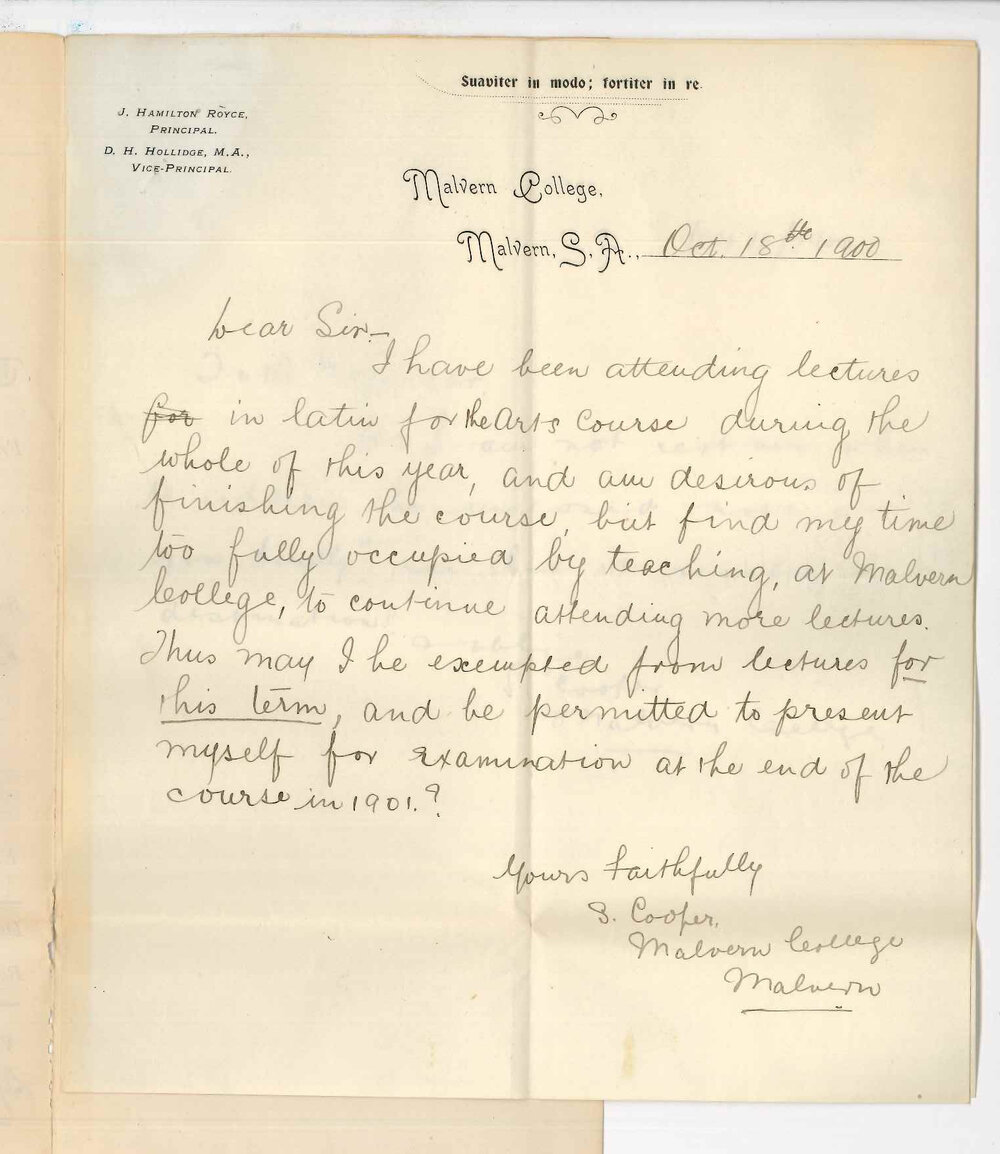 Suaviter in modo; fortiter in re.
J. Hamilton Royce,
Principal.
D. H. Hollidge, M.A.,
Vice-Principal.
Malvern College,
Malvern, S. A., Oct. 18th 1900
Dear Sir,—
I have been attending lectures
for in latin for the Arts course during the
whole of this year, and am desirous of
finishing the course, but find my time
too fully occupied by teaching, at Malvern
College, to continue attending more lectures.
Thus may I be exempted from lectures for
this term, and be permitted to present
myself for examination at the end of the
course in 1901.?
Yours faithfully
S. Cooper,
Malvern College
Malvern